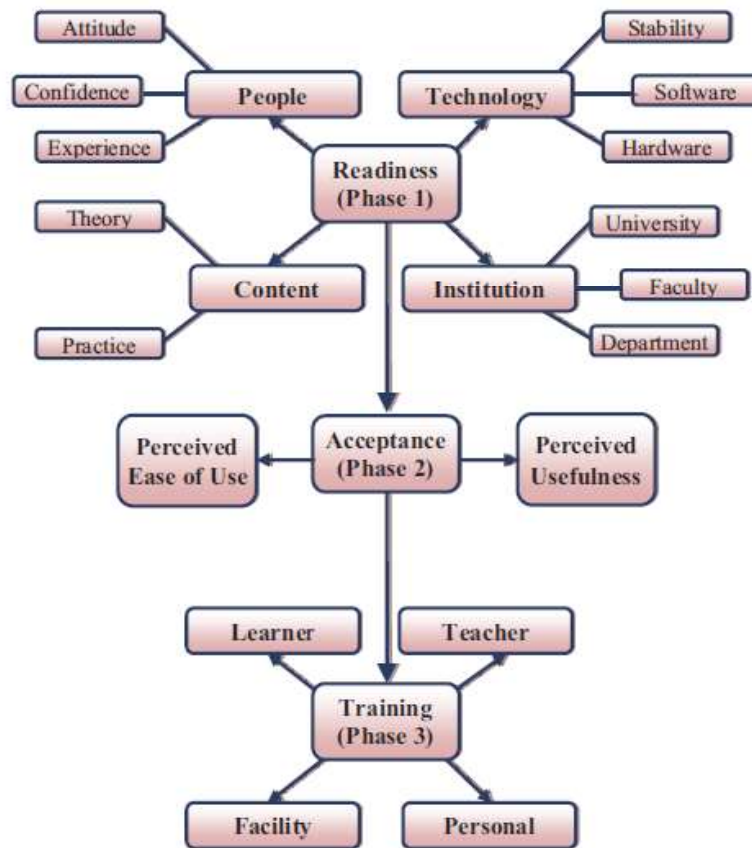 Attitude
Stability
Confidence
People
Technology
Software
Experience
Hardware
Readiness
(Phase 1)
Theory
University
Content
Institution
Faculty
Practice
Department
Perceived
Ease of Use
Acceptance
(Phase 2)
Perceived
Usefulness
Learner
Teacher
Training
(Phase 3)
Facility
Personal